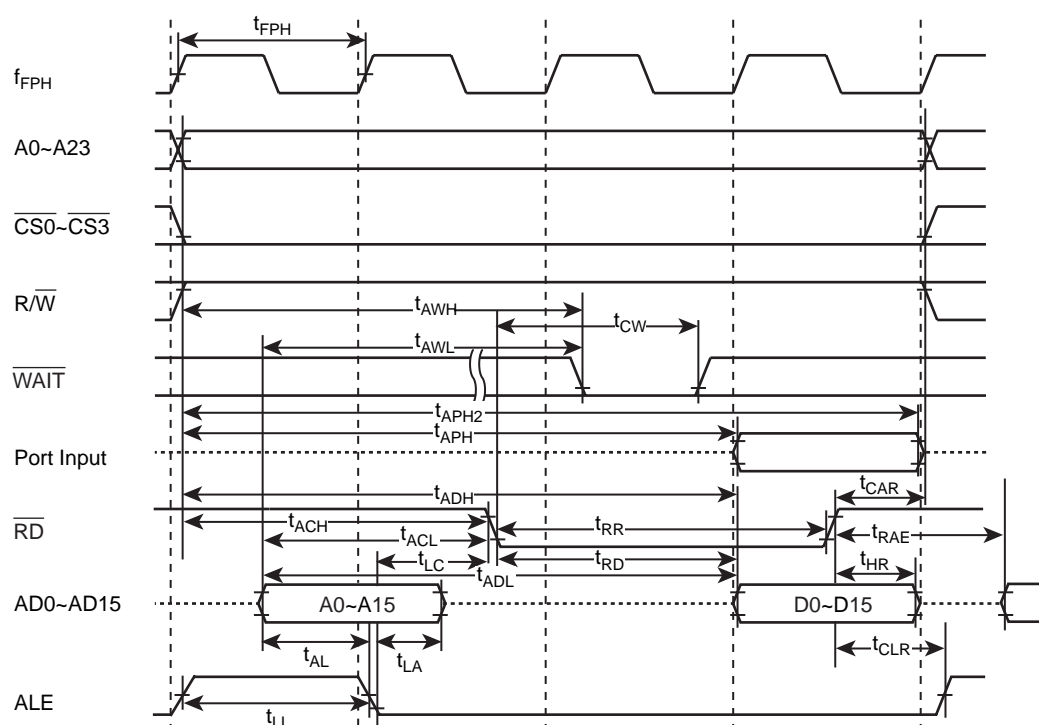 tFPH
fFPH
A0~A23
CS0~CS3
R/W
tAWH
tCW
tAWL
WAIT
tAPH2
tAPH
Port Input
tCAR
tADH
RD
tACH
tRR
tRAE
tACL
tLC
tRD
tHR
tADL
AD0~AD15
A0~A15
D0~D15
tAL
tLA
tCLR
ALE